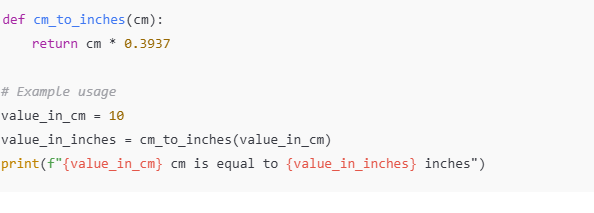 def cm_to_inches(cm):
    return cm * 0.3937

# Example usage
value_in_cm = 10
value_in_inches = cm_to_inches(value_in_cm)
print(f"{value_in_cm} cm is equal to {value_in_inches} inches")